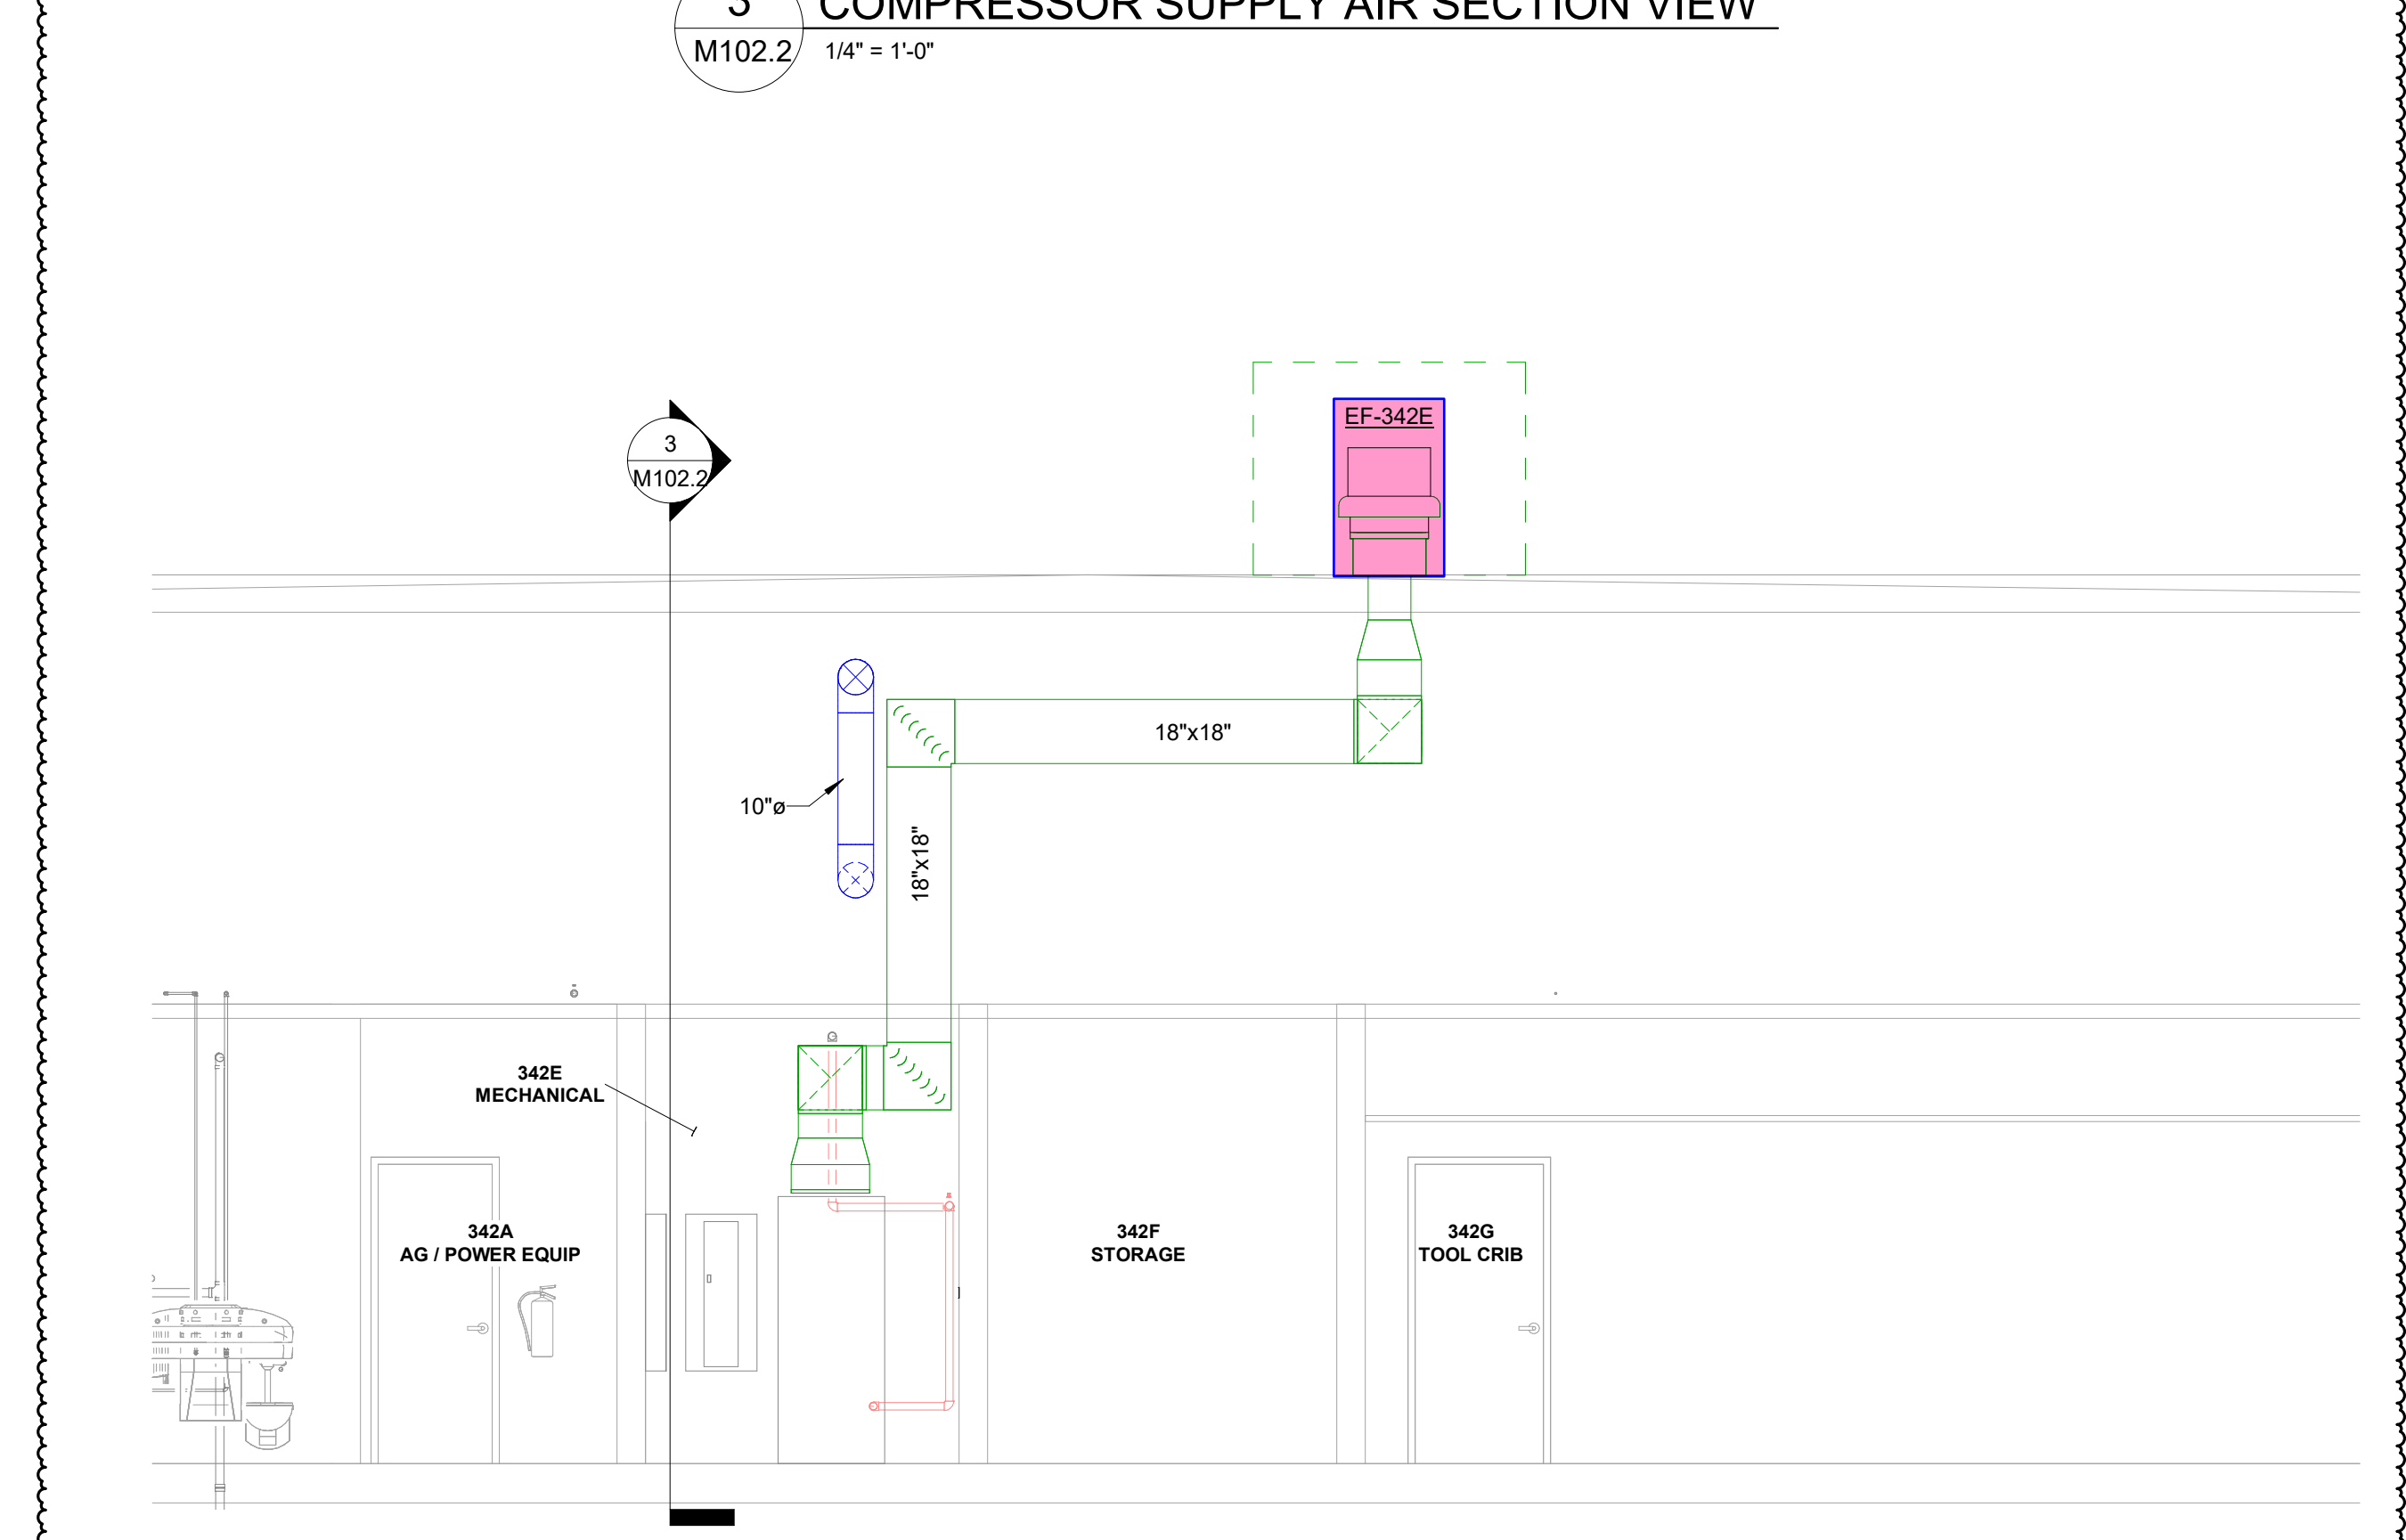 3 COMPRESSOR SUPPLY AIR SECTION VIEW
M102.2 1/4" = 1'-0"
EF-342E
3
M102.2
18"x18"
10"ø
18"x18"
342E
MECHANICAL
342A
AG / POWER EQUIP
342F
STORAGE
342G
TOOL CRIB